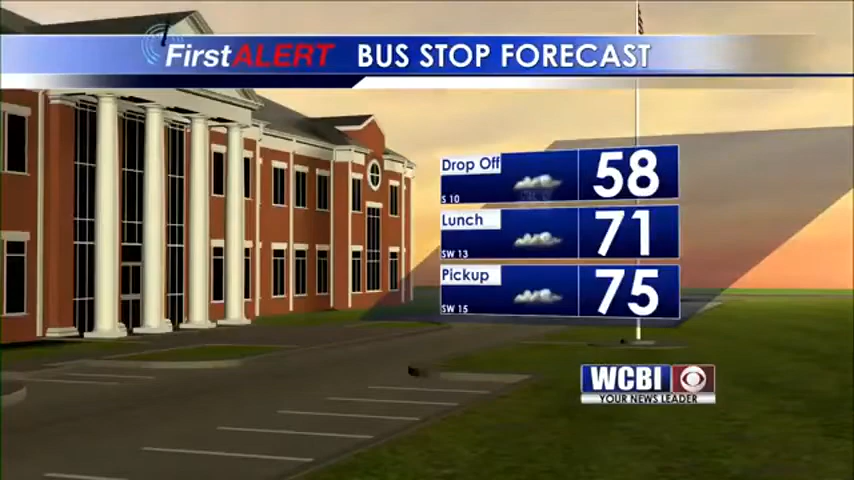 FirstALERT BUS STOP FORECAST
Drop Off
S 10
58
Lunch
SW 13
71
Pickup
SW 15
75
WCBI
YOUR NEWS LEADER